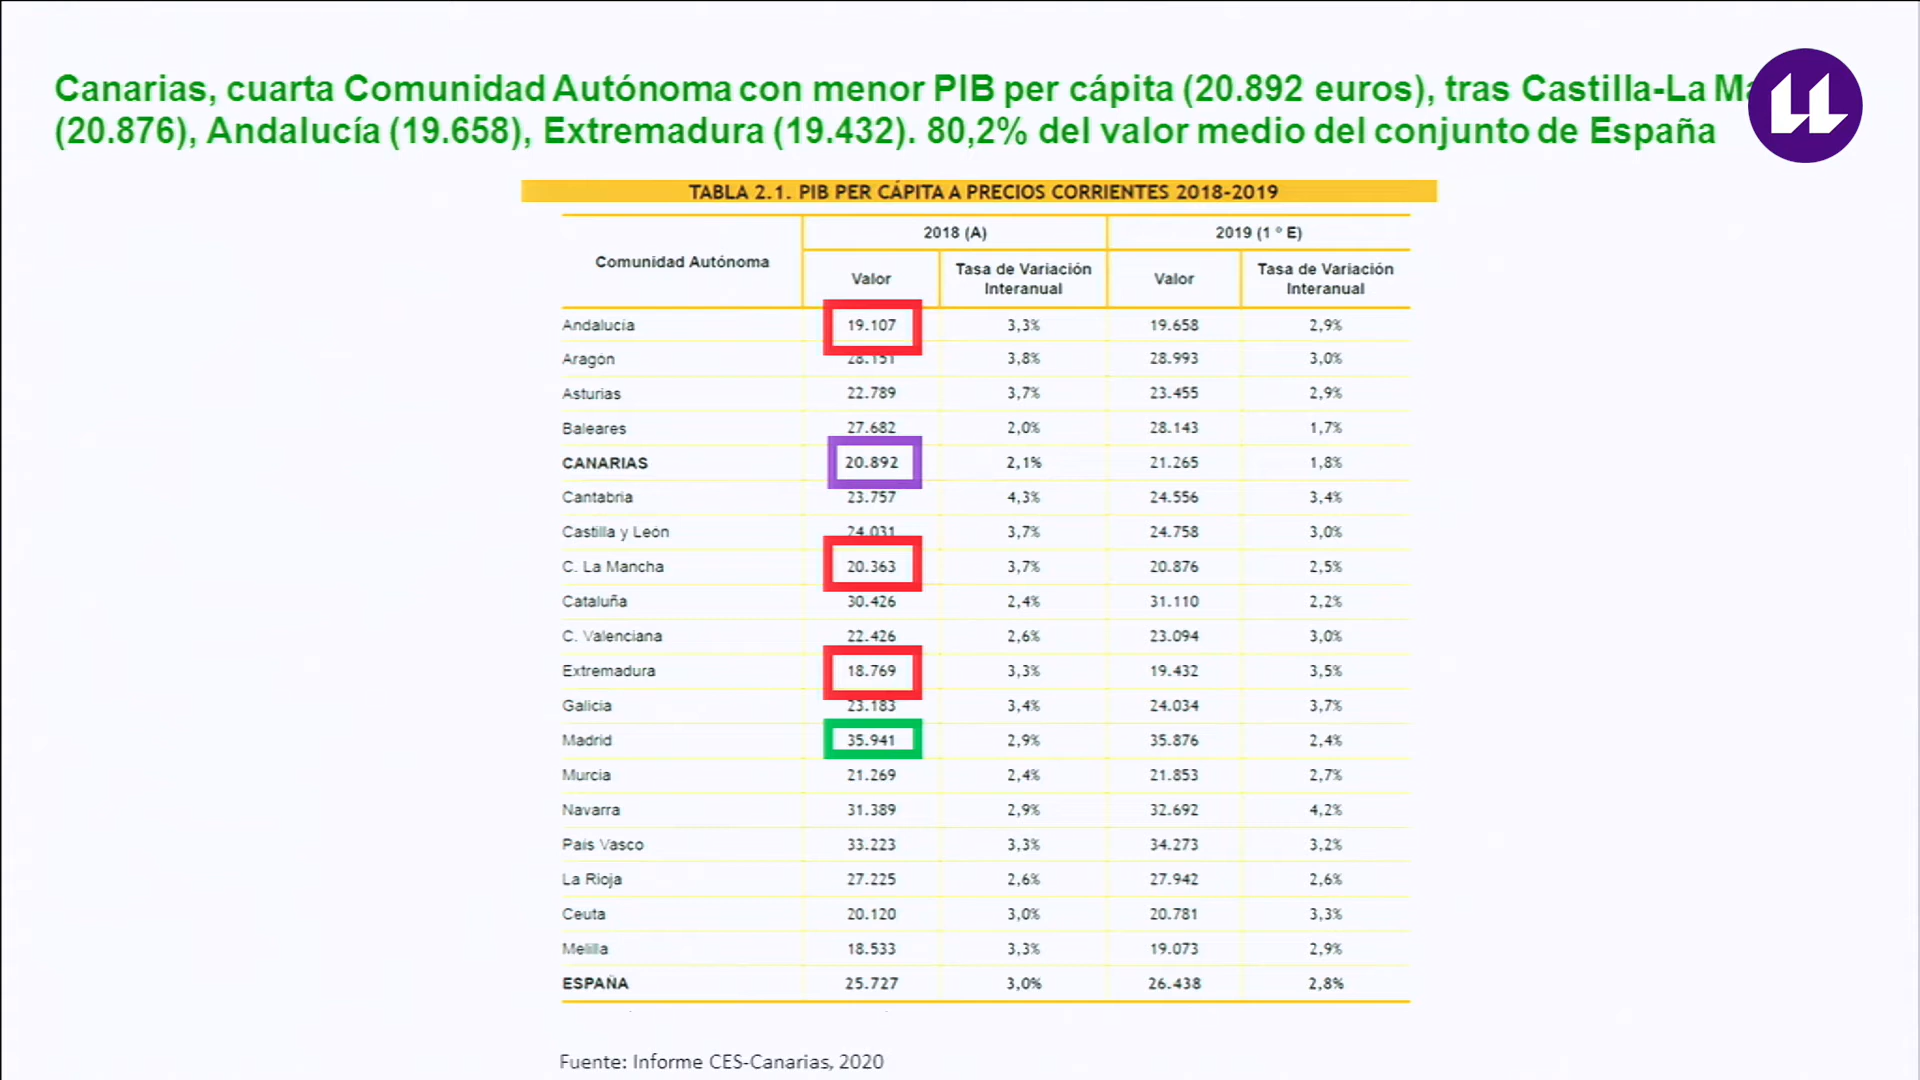 Canarias, cuarta Comunidad Autónoma con menor PIB per cápita (20.892 euros), tras Castilla-La
(20.876), Andalucía (19.658), Extremadura (19.432). 80,2% del valor medio del conjunto de España
TABLA 2.1. PIB PER CÁPITA A PRECIOS CORRIENTES 2018-2019
Comunidad Autónoma 2018 (A) 2019 (1 º E)
Valor Tasa de Variación Interanual Valor Tasa de Variación Interanual
Andalucía 19.107 3,3% 19.658 2,9%
Aragón 28.151 3,8% 28.993 3,0%
Asturias 22.789 3,7% 23.455 2,9%
Baleares 27.682 2,0% 28.143 1,7%
CANARIAS 20.892 2,1% 21.265 1,8%
Cantabria 23.757 4,3% 24.556 3,4%
Castilla y León 24.031 3,7% 24.758 3,0%
C. La Mancha 20.363 3,7% 20.876 2,5%
Cataluña 30.426 2,4% 31.110 2,2%
C. Valenciana 22.426 2,6% 23.094 3,0%
Extremadura 18.769 3,3% 19.432 3,5%
Galicia 23.183 3,4% 24.034 3,7%
Madrid 35.941 2,9% 35.876 2,4%
Murcia 21.269 2,4% 21.853 2,7%
Navarra 31.389 2,9% 32.692 4,2%
País Vasco 33.223 3,3% 34.273 3,2%
La Rioja 27.225 2,6% 27.942 2,6%
Ceuta 20.120 3,0% 20.781 3,3%
Melilla 18.533 3,3% 19.073 2,9%
ESPAÑA 25.727 3,0% 26.438 2,8%
Fuente: Informe CES-Canarias, 2020